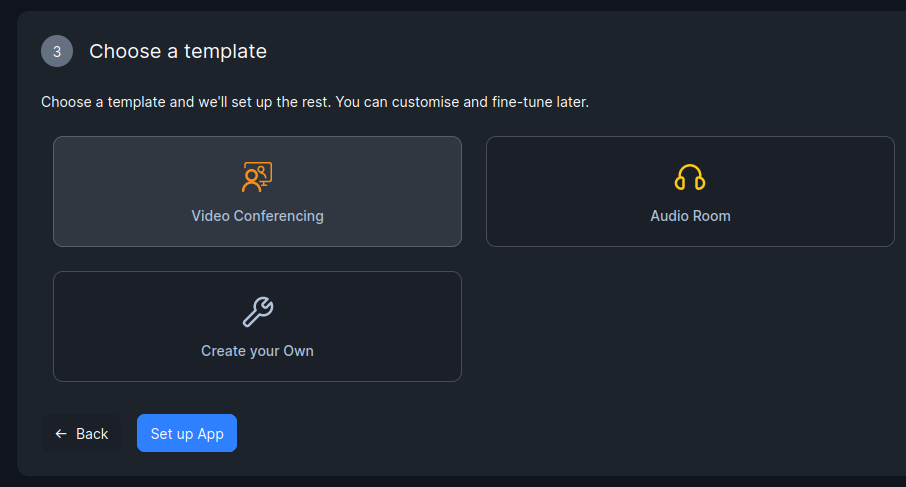 3 Choose a template
Choose a template and we'll set up the rest. You can customise and fine-tune later.
Video Conferencing
Audio Room
Create your Own
← Back
Set up App